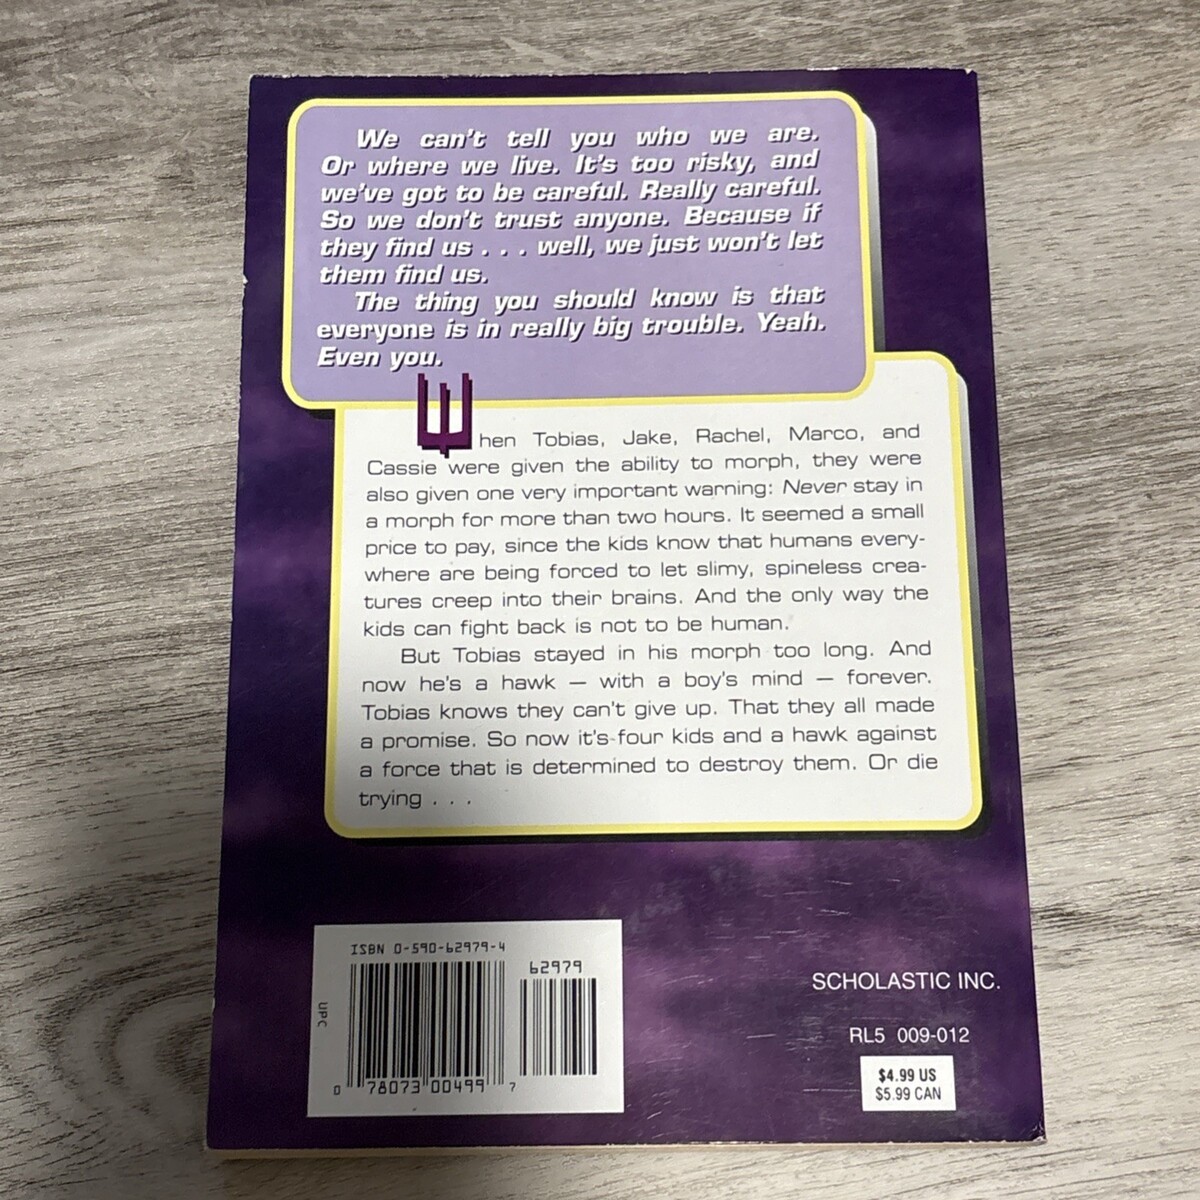 We can't tell you who we are.
Or where we live. It's too risky, and
we've got to be careful. Really careful.
So we don't trust anyone. Because if
they find us . . . well, we just won't let
them find us.
The thing you should know is that
everyone is in really big trouble. Yeah.
Even you.
When Tobias, Jake, Rachel, Marco, and
Cassie were given the ability to morph, they were
also given one very important warning: Never stay in
a morph for more than two hours. It seemed a small
price to pay, since the kids know that humans every-
where are being forced to let slimy, spineless crea-
tures creep into their brains. And the only way the
kids can fight back is not to be human.
But Tobias stayed in his morph too long. And
now he's a hawk — with a boy's mind — forever.
Tobias knows they can't give up. That they all made
a promise. So now it's four kids and a hawk against
a force that is determined to destroy them. Or die
trying . . .
ISBN 0-590-62979-4
62979
UPC
0 78073 00499 7
SCHOLASTIC INC.
RL5 009-012
$4.99 US
$5.99 CAN